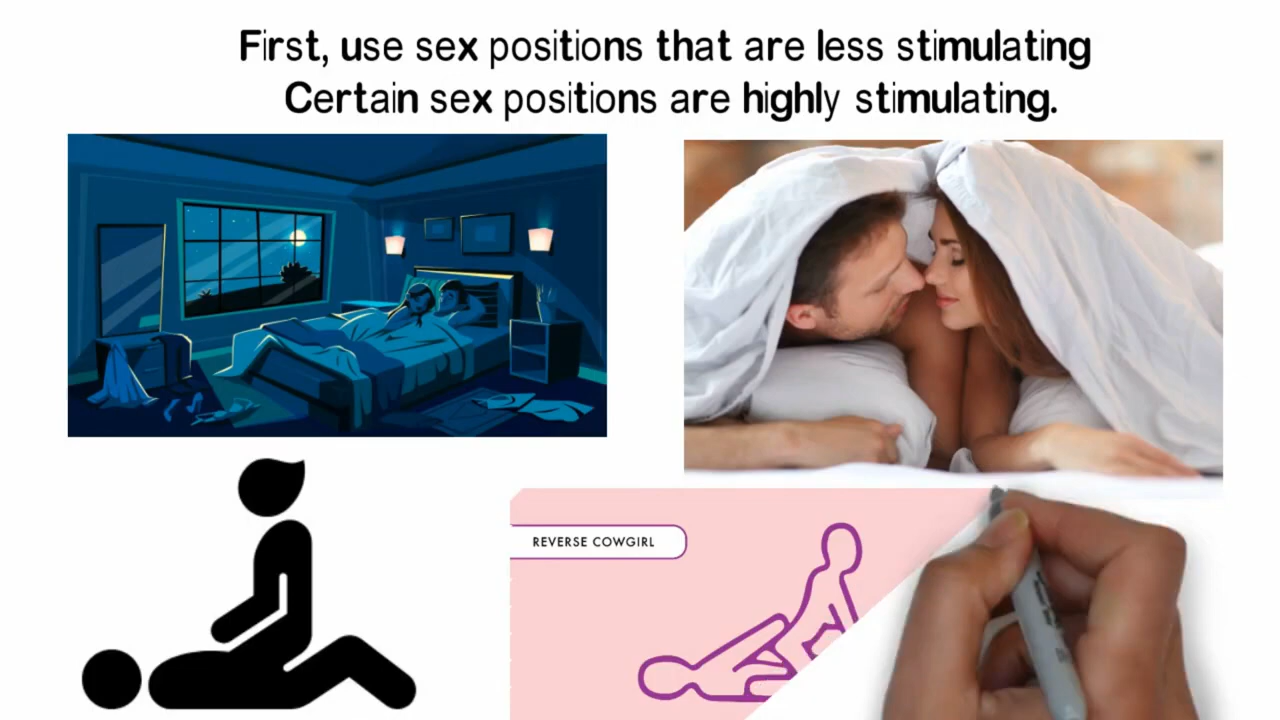 First, use sex positions that are less stimulating
Certain sex positions are highly stimulating.
REVERSE COWGIRL